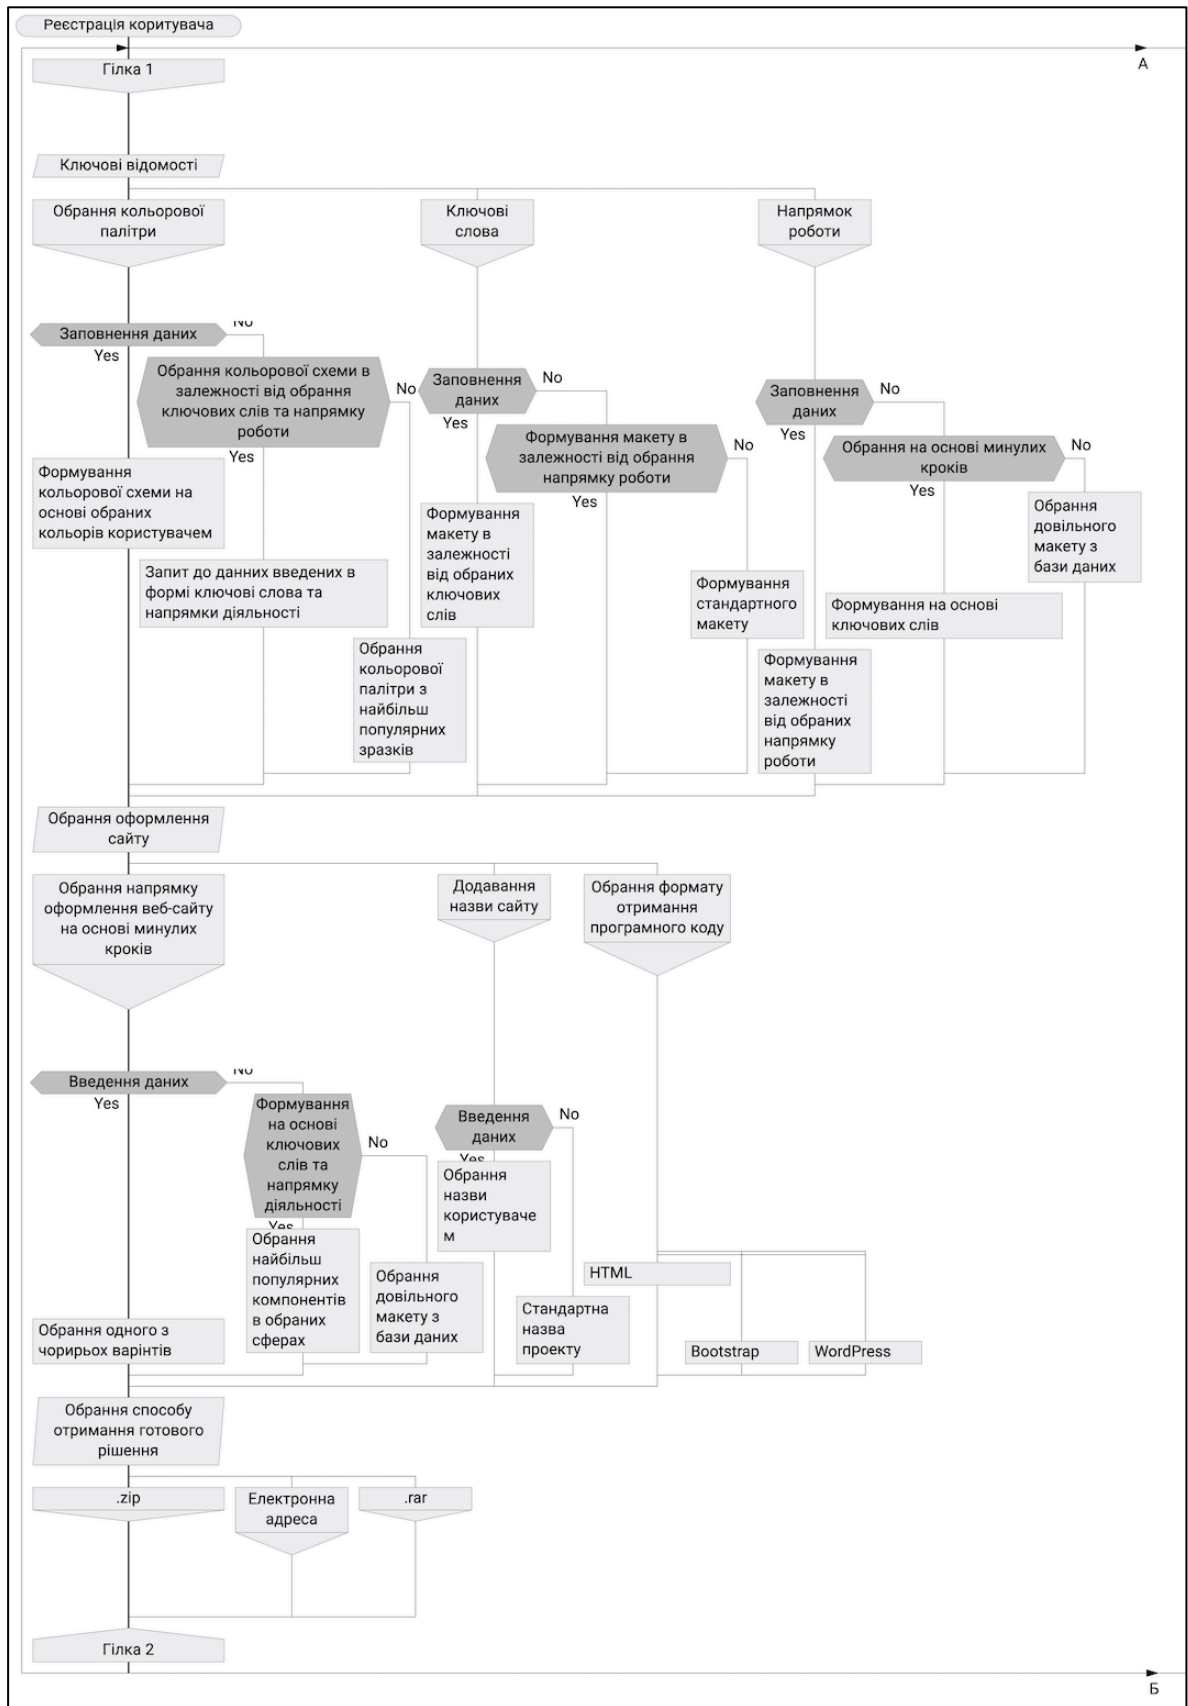 Реєстрація коритувача
А
Гілка 1
Ключові відомості
Обрання кольорової
палітри
Ключові
слова
Напрямок
роботи
No
Заповнення даних
Yes
Обрання кольорової схеми в
залежності від обрання
ключових слів та напрямку
роботи
No
Yes
Заповнення
даних
No
Yes
Формування макету в
залежності від обрання
напрямку роботи
No
Yes
Заповнення
даних
No
Yes
Обрання на основі минулих
кроків
No
Yes
Формування
кольорової схеми на
основі обраних
кольорів користувачем
Запит до данних введених в
формі ключові слова та
напрямки діяльності
Обрання
кольорової
палітри з
найбільш
популярних
зразків
Формування
макету в
залежності
від обраних
ключових
слів
Формування
стандартного
макету
Формування
макету в
залежності
від обраних
напрямку
роботи
Формування на основі
ключових слів
Обрання
довільного
макету з
бази даних
Обрання оформлення
сайту
Обрання напрямку
оформлення веб-сайту
на основі минулих
кроків
Додавання
назви сайту
Обрання формату
отримання
програмного коду
No
Введення даних
Yes
Формування
на основі
ключових
слів та
напрямку
діяльності
No
Yes
Введення
даних
No
Yes
Обрання
назви
користуваче
м
Обрання одного з
чорирьох варінтів
Обрання
найбільш
популярних
компонентів
в обраних
сферах
Обрання
довільного
макету з
бази даних
Стандартна
назва
проекту
HTML
Bootstrap
WordPress
Обрання способу
отримання готового
рішення
.zip
Електронна
адреса
.rar
Гілка 2
Б